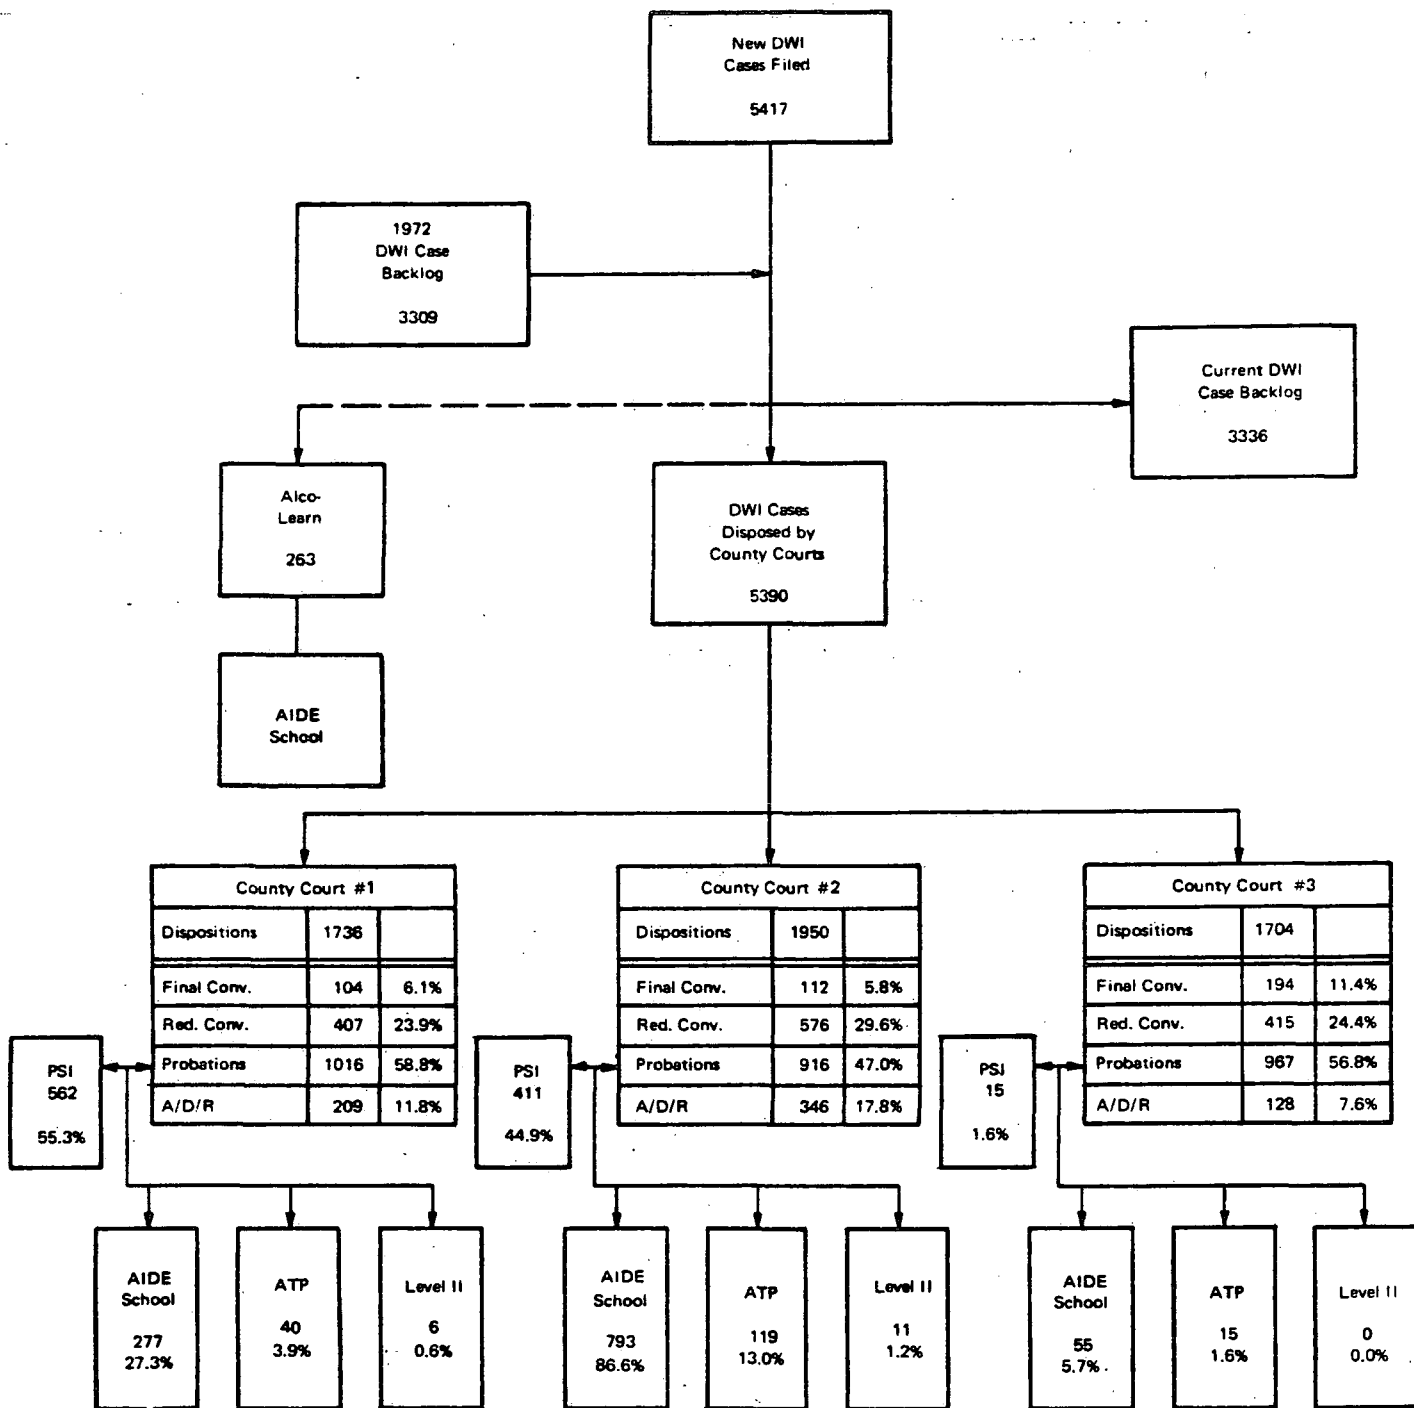 New DWI
Cases Filed
5417
1972
DWI Case
Backlog
3309
Current DWI
Case Backlog
3336
Alco-
Learn
263
DWI Cases
Disposed by
County Courts
5390
AIDE
School
County Court #1
Dispositions 1736
Final Conv. 104 6.1%
Red. Conv. 407 23.9%
Probations 1016 58.8%
A/D/R 209 11.8%
PSI
562
55.3%
AIDE
School
277
27.3%
ATP
40
3.9%
Level II
6
0.6%
County Court #2
Dispositions 1950
Final Conv. 112 5.8%
Red. Conv. 576 29.6%
Probations 916 47.0%
A/D/R 346 17.8%
PSI
411
44.9%
AIDE
School
793
86.6%
ATP
119
13.0%
Level II
11
1.2%
County Court #3
Dispositions 1704
Final Conv. 194 11.4%
Red. Conv. 415 24.4%
Probations 967 56.8%
A/D/R 128 7.6%
PSI
15
1.6%
AIDE
School
55
5.7%
ATP
15
1.6%
Level II
0
0.0%